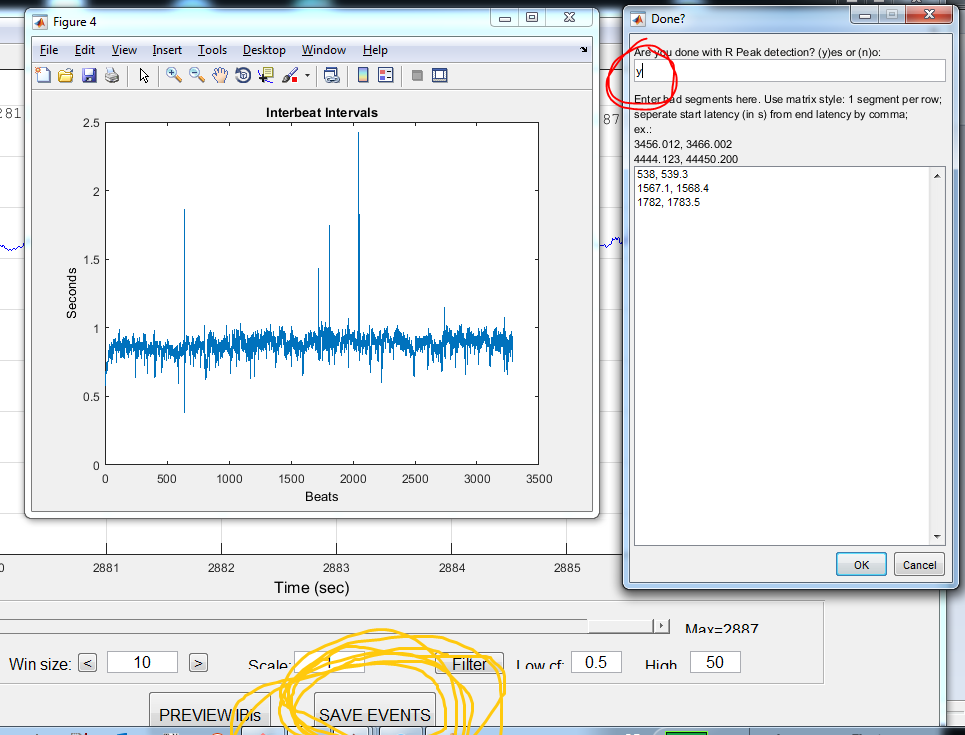 Figure 4
File Edit View Insert Tools Desktop Window Help
Interbeat Intervals
2.5
2
1.5
1
0.5
0
Seconds
0 500 1000 1500 2000 2500 3000 3500
Beats
Done?
Are you done with R Peak detection? (y)es or (n)o:
y
Enter bad segments here. Use matrix style: 1 segment per row;
seperate start latency (in s) from end latency by comma;
ex.:
3456.012, 3466.002
4444.123, 44450.200
538, 539.3
1567.1, 1568.4
1782, 1783.5
OK Cancel
281
87
0 2881 2882 2883 2884 2885
Time (sec)
Max=2887
Win size: < 10 > Scale: 1 Filter Low cf: 0.5 High 50
PREVIEW IBIs SAVE EVENTS